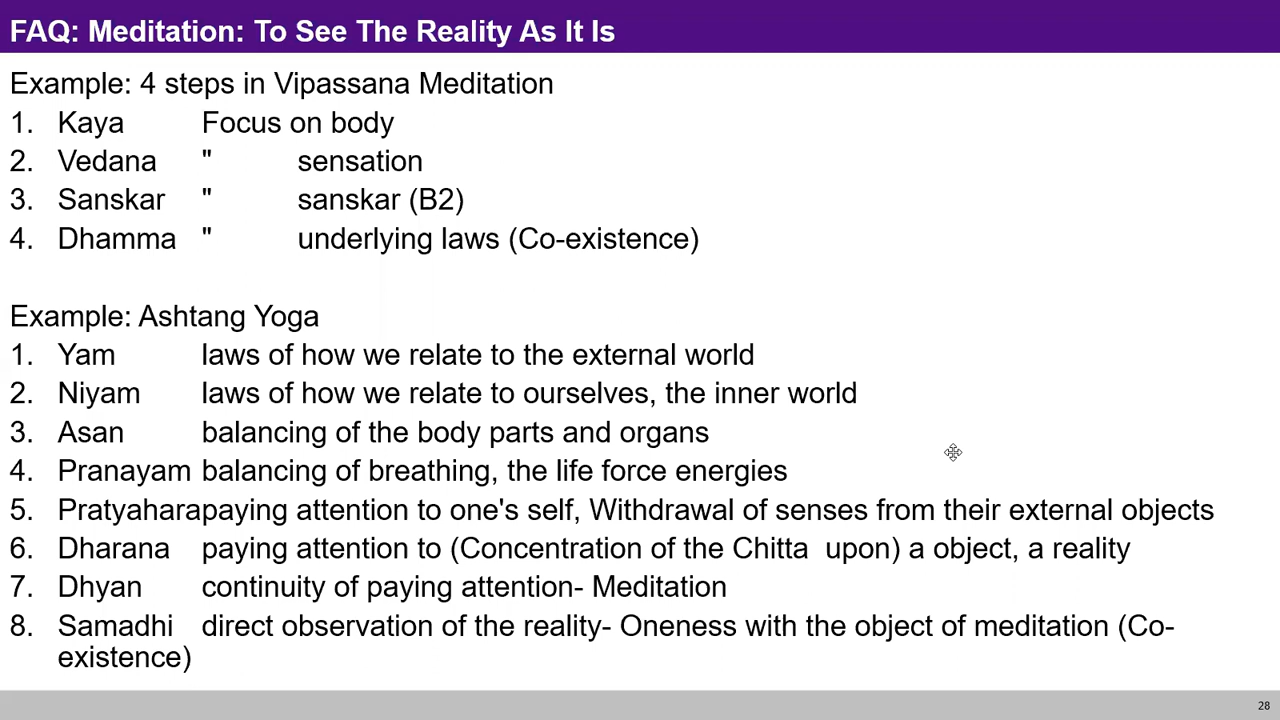 FAQ: Meditation: To See The Reality As It Is
Example: 4 steps in Vipassana Meditation
1. Kaya Focus on body
2. Vedana " sensation
3. Sanskar " sanskar (B2)
4. Dhamma " underlying laws (Co-existence)
Example: Ashtang Yoga
1. Yam laws of how we relate to the external world
2. Niyam laws of how we relate to ourselves, the inner world
3. Asan balancing of the body parts and organs
4. Pranayam balancing of breathing, the life force energies
5. Pratyaharapaying attention to one's self, Withdrawal of senses from their external objects
6. Dharana paying attention to (Concentration of the Chitta upon) a object, a reality
7. Dhyan continuity of paying attention- Meditation
8. Samadhi direct observation of the reality- Oneness with the object of meditation (Co-
existence)
28